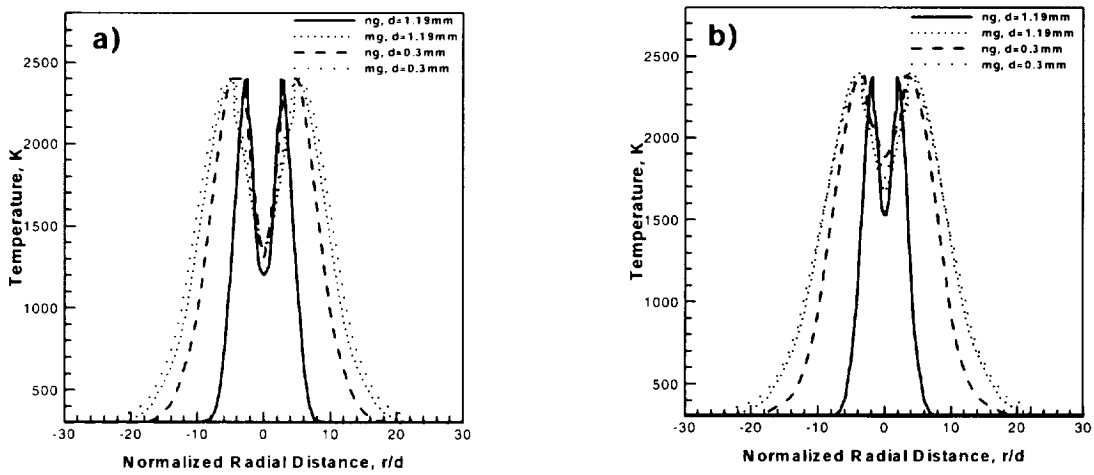 a)
ng, d=1.19mm
mg, d=1.19mm
ng, d=0.3mm
mg, d=0.3mm
2500
2000
1500
1000
500
Temperature, K
-30 -20 -10 0 10 20 30
Normalized Radial Distance, r/d
b)
ng, d=1.19mm
mg, d=1.19mm
ng, d=0.3mm
mg, d=0.3mm
2500
2000
1500
1000
500
Temperature, K
-30 -20 -10 0 10 20 30
Normalized Radial Distance, r/d